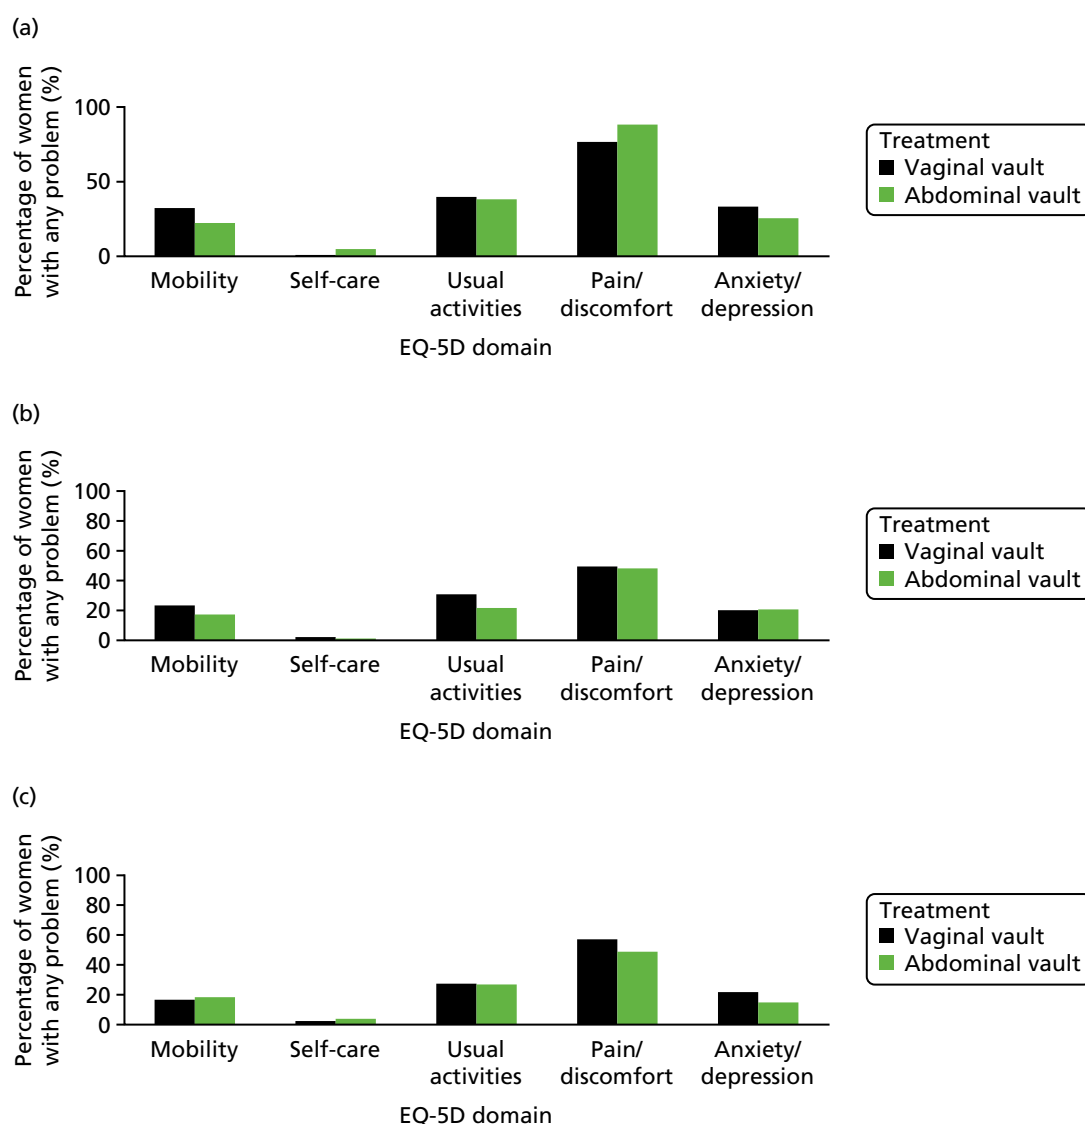 (a)
Percentage of women
with any problem (%)
100
50
0
Mobility
Self-care
Usual
activities
Pain/
discomfort
Anxiety/
depression
EQ-5D domain
Treatment
Vaginal vault
Abdominal vault
(b)
Percentage of women
with any problem (%)
100
80
60
40
20
0
Mobility
Self-care
Usual
activities
Pain/
discomfort
Anxiety/
depression
EQ-5D domain
Treatment
Vaginal vault
Abdominal vault
(c)
Percentage of women
with any problem (%)
100
80
60
40
20
0
Mobility
Self-care
Usual
activities
Pain/
discomfort
Anxiety/
depression
EQ-5D domain
Treatment
Vaginal vault
Abdominal vault